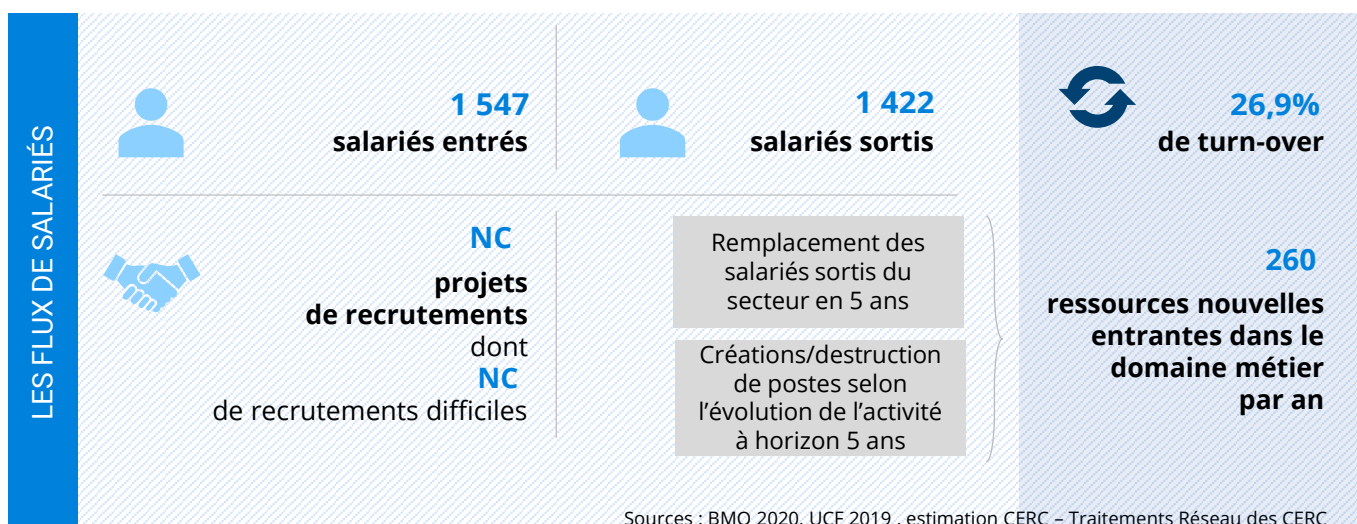 LES FLUX DE SALARIÉS
1 547
salariés entrés
1 422
salariés sortis
26,9%
de turn-over
NC
projets
de recrutements
dont
NC
de recrutements difficiles
Remplacement des
salariés sortis du
secteur en 5 ans
Créations/destruction
de postes selon
l’évolution de l’activité
à horizon 5 ans
260
ressources nouvelles
entrantes dans le
domaine métier
par an
Sources : BMO 2020, UCF 2019 , estimation CERC – Traitements Réseau des CERC